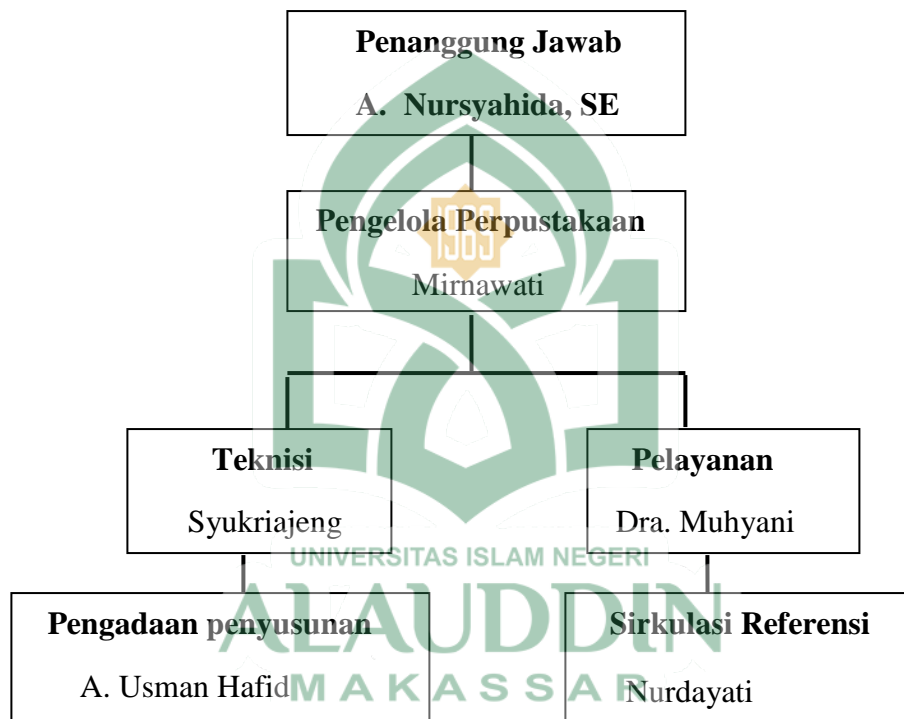 Penanggung Jawab
A. Nursyahida, SE
Pengelola Perpustakaan
1969
Mirnawati
Teknisi
Syukriajeng
Pelayanan
Dra. Muhyani
UNIVERSITAS ISLAM NEGERI
ALAUDDIN
MAKASSAR
Pengadaan penyusunan
A. Usman Hafid
Sirkulasi Referensi
Nurdayati